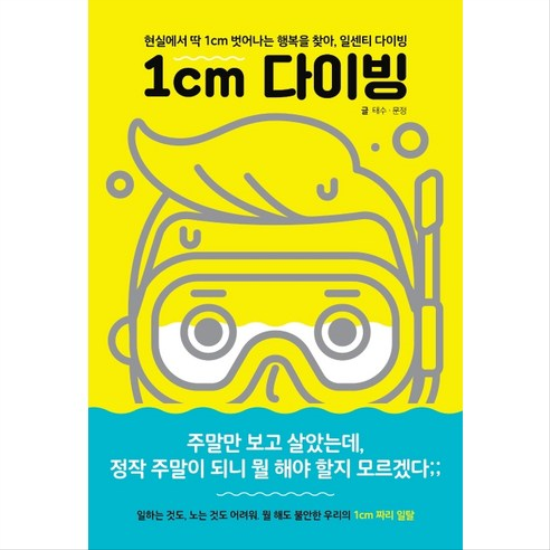 현실에서 딱 1cm 벗어나는 행복을 찾아, 일센티 다이빙
1cm 다이빙
글 태수 · 문정
주말만 보고 살았는데,
정작 주말이 되니 뭘 해야 할지 모르겠다;;
일하는 것도, 노는 것도 어려워. 뭘 해도 불안한 우리의 1cm 짜리 일탈